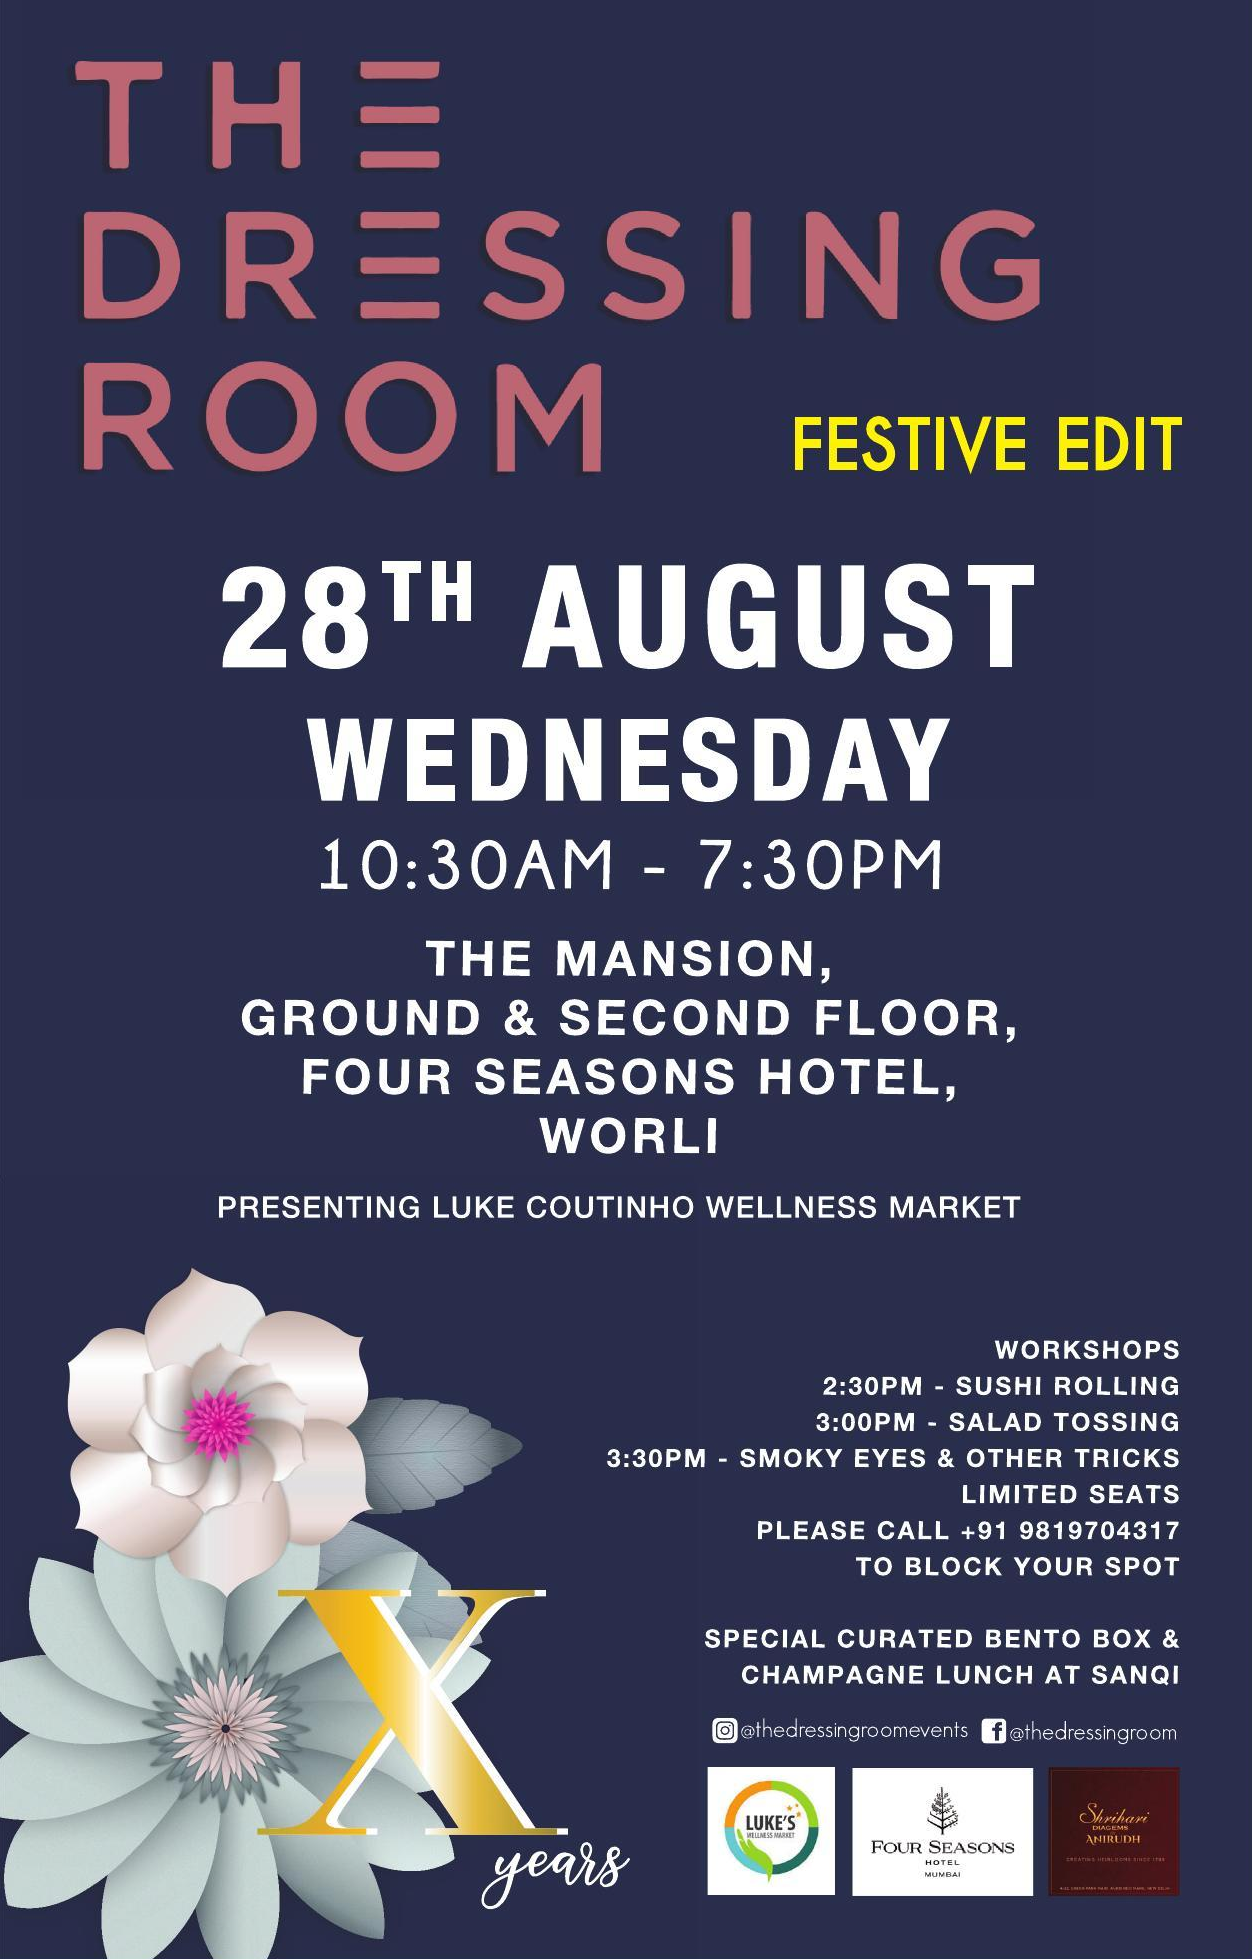 THE
DRESSING
ROOM
FESTIVE EDIT
28TH AUGUST
WEDNESDAY
10:30AM - 7:30PM
THE MANSION,
GROUND & SECOND FLOOR,
FOUR SEASONS HOTEL,
WORLI
PRESENTING LUKE COUTINHO WELLNESS MARKET
WORKSHOPS
2:30PM - SUSHI ROLLING
3:00PM - SALAD TOSSING
3:30PM - SMOKY EYES & OTHER TRICKS
LIMITED SEATS
PLEASE CALL +91 9819704317
TO BLOCK YOUR SPOT
SPECIAL CURATED BENTO BOX &
CHAMPAGNE LUNCH AT SANQI
@thedressingroomevents @thedressingroom
X
years
LUKE'S
WELLNESS MARKET
FOUR SEASONS
HOTEL
MUMBAI
Shrihari
DIAGEMS
ANIRUDH
CREATING HEIRLOOMS SINCE